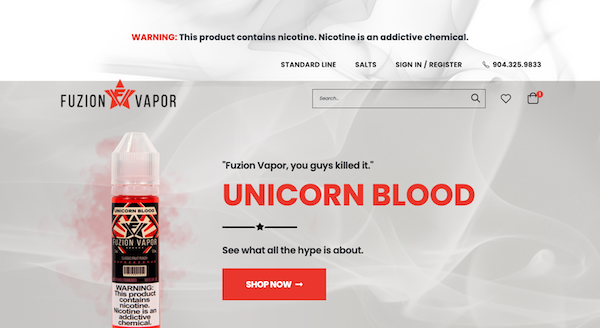 WARNING: This product contains nicotine. Nicotine is an addictive chemical.
STANDARD LINE SALTS SIGN IN / REGISTER 904.325.9833
FUZION VAPOR
Search...
"Fuzion Vapor, you guys killed it."
UNICORN BLOOD
See what all the hype is about.
SHOP NOW →
UNICORN BLOOD
FUZION VAPOR
WARNING:
This product
contains
nicotine.
Nicotine is an
addictive
chemical.